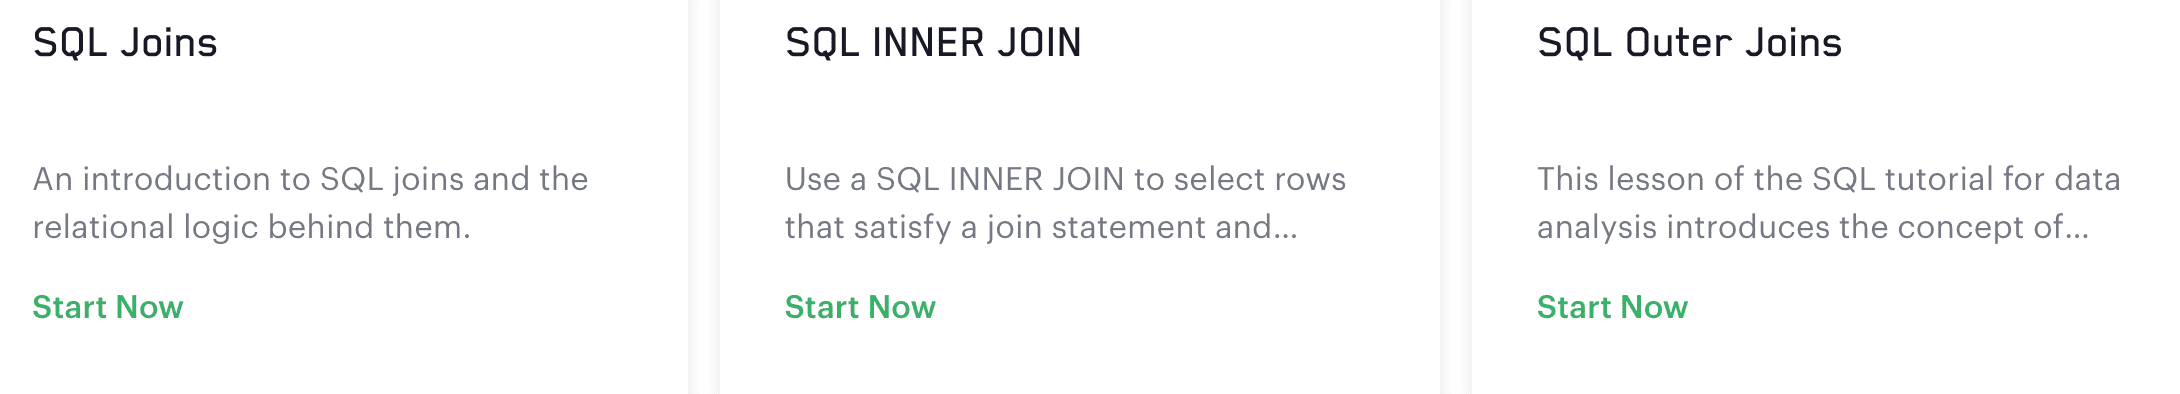 SQL Joins
An introduction to SQL joins and the
relational logic behind them.
Start Now
SQL INNER JOIN
Use a SQL INNER JOIN to select rows
that satisfy a join statement and...
Start Now
SQL Outer Joins
This lesson of the SQL tutorial for data
analysis introduces the concept of...
Start Now